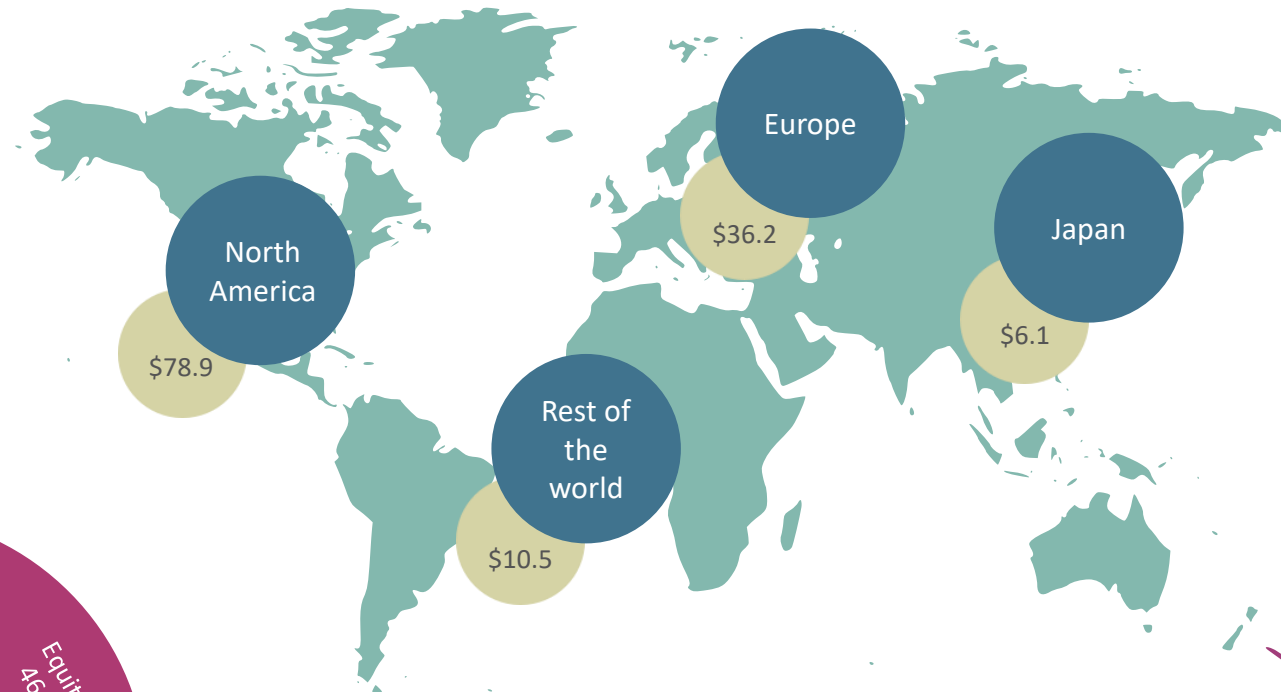 Europe
$36.2
Japan
$6.1
North
America
$78.9
Rest of
the
world
$10.5